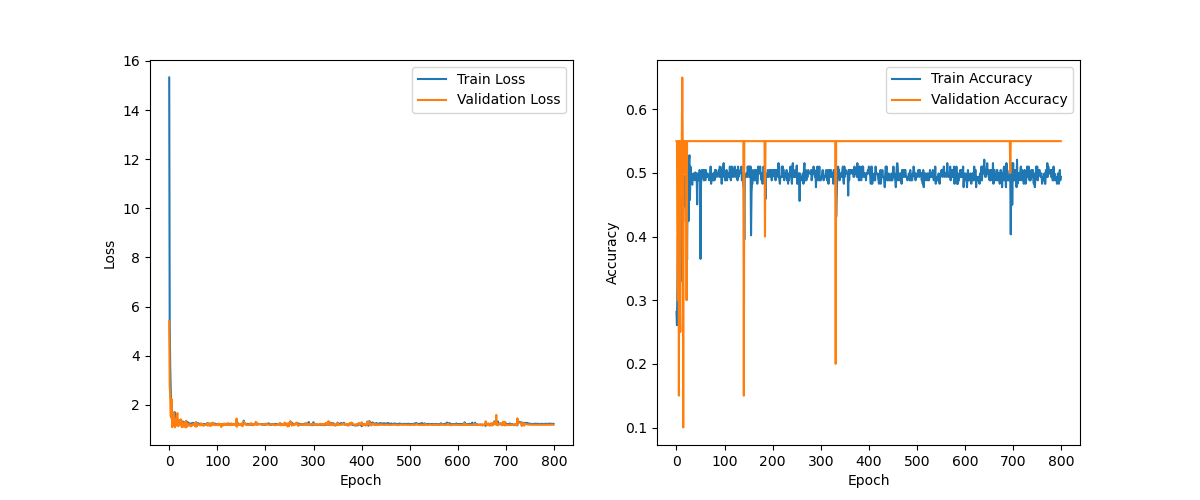 16
14
12
10
8
6
4
2
Loss
0 100 200 300 400 500 600 700 800
Epoch
Train Loss
Validation Loss
0.6
0.5
0.4
0.3
0.2
0.1
Accuracy
0 100 200 300 400 500 600 700 800
Epoch
Train Accuracy
Validation Accuracy